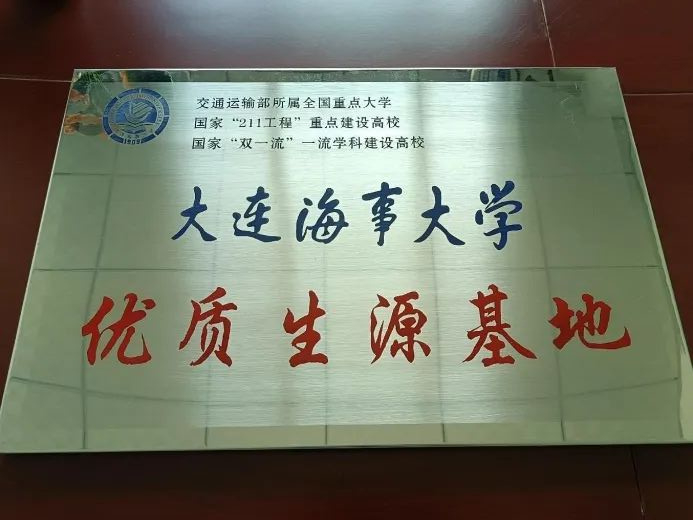 交通运输部所属全国重点大学
国家“211工程”重点建设高校
国家“双一流”一流学科建设高校
1909
大连海事大学
优质生源基地